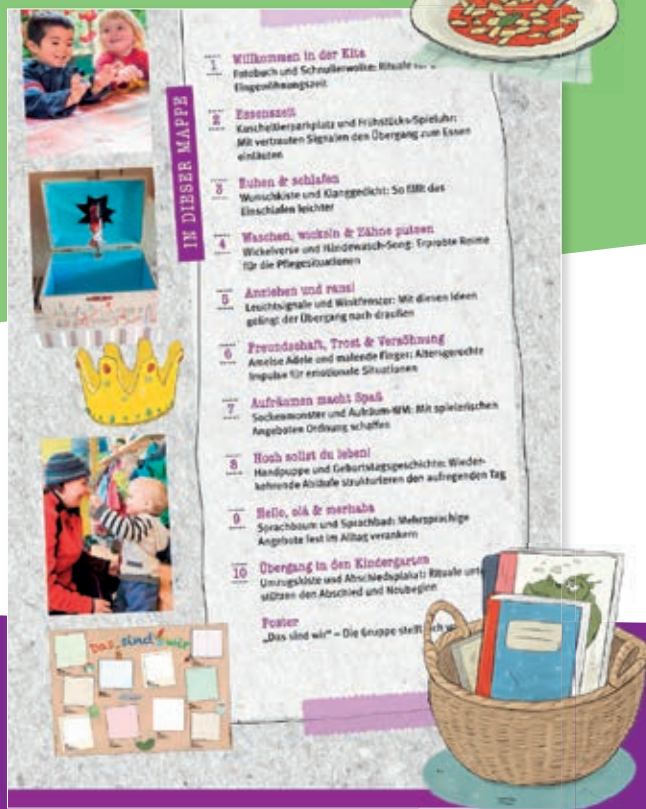 IN DIESER MAPPE
1 Willkommen in der Kita
Fotobuch und Schnullerwolke: Rituale für
Eingewöhnungszeit
2 Essenszeit
Kuscheltierparkplatz und Frühstücks-Spieluhr:
Mit vertrauten Signalen den Übergang zum Essen
einläuten
3 Ruhen & schlafen
Wunschkiste und Klanggedicht: So fällt das
Einschlafen leichter
4 Waschen, wickeln & Zähne putzen
Wickelverse und Händewasch-Song: Erprobte Reime
für die Pflegesituationen
5 Anziehen und raus!
Leuchtsignale und Winkfenster: Mit diesen Ideen
gelingt der Übergang nach draußen
6 Freundschaft, Trost & Versöhnung
Ameise Adele und malende Finger: Altersgerechte
Impulse für emotionale Situationen
7 Aufräumen macht Spaß
Sockenmonster und Aufräum-WM: Mit spielerischen
Angeboten Ordnung schaffen
8 Hoch sollst du leben!
Handpuppe und Geburtstagsgeschichte: Wieder-
kehrende Abläufe strukturieren den aufregenden Tag
9 Hello, olá & merhaba
Sprachbaum und Sprachbad: Mehrsprachige
Angebote fest im Alltag verankern
10 Übergang in den Kindergarten
Umzugskiste und Abschiedsplakat: Rituale unter
stützen den Abschied und Neubeginn
Poster
„Das sind wir“ – Die Gruppe stellt sich
Das sind wir